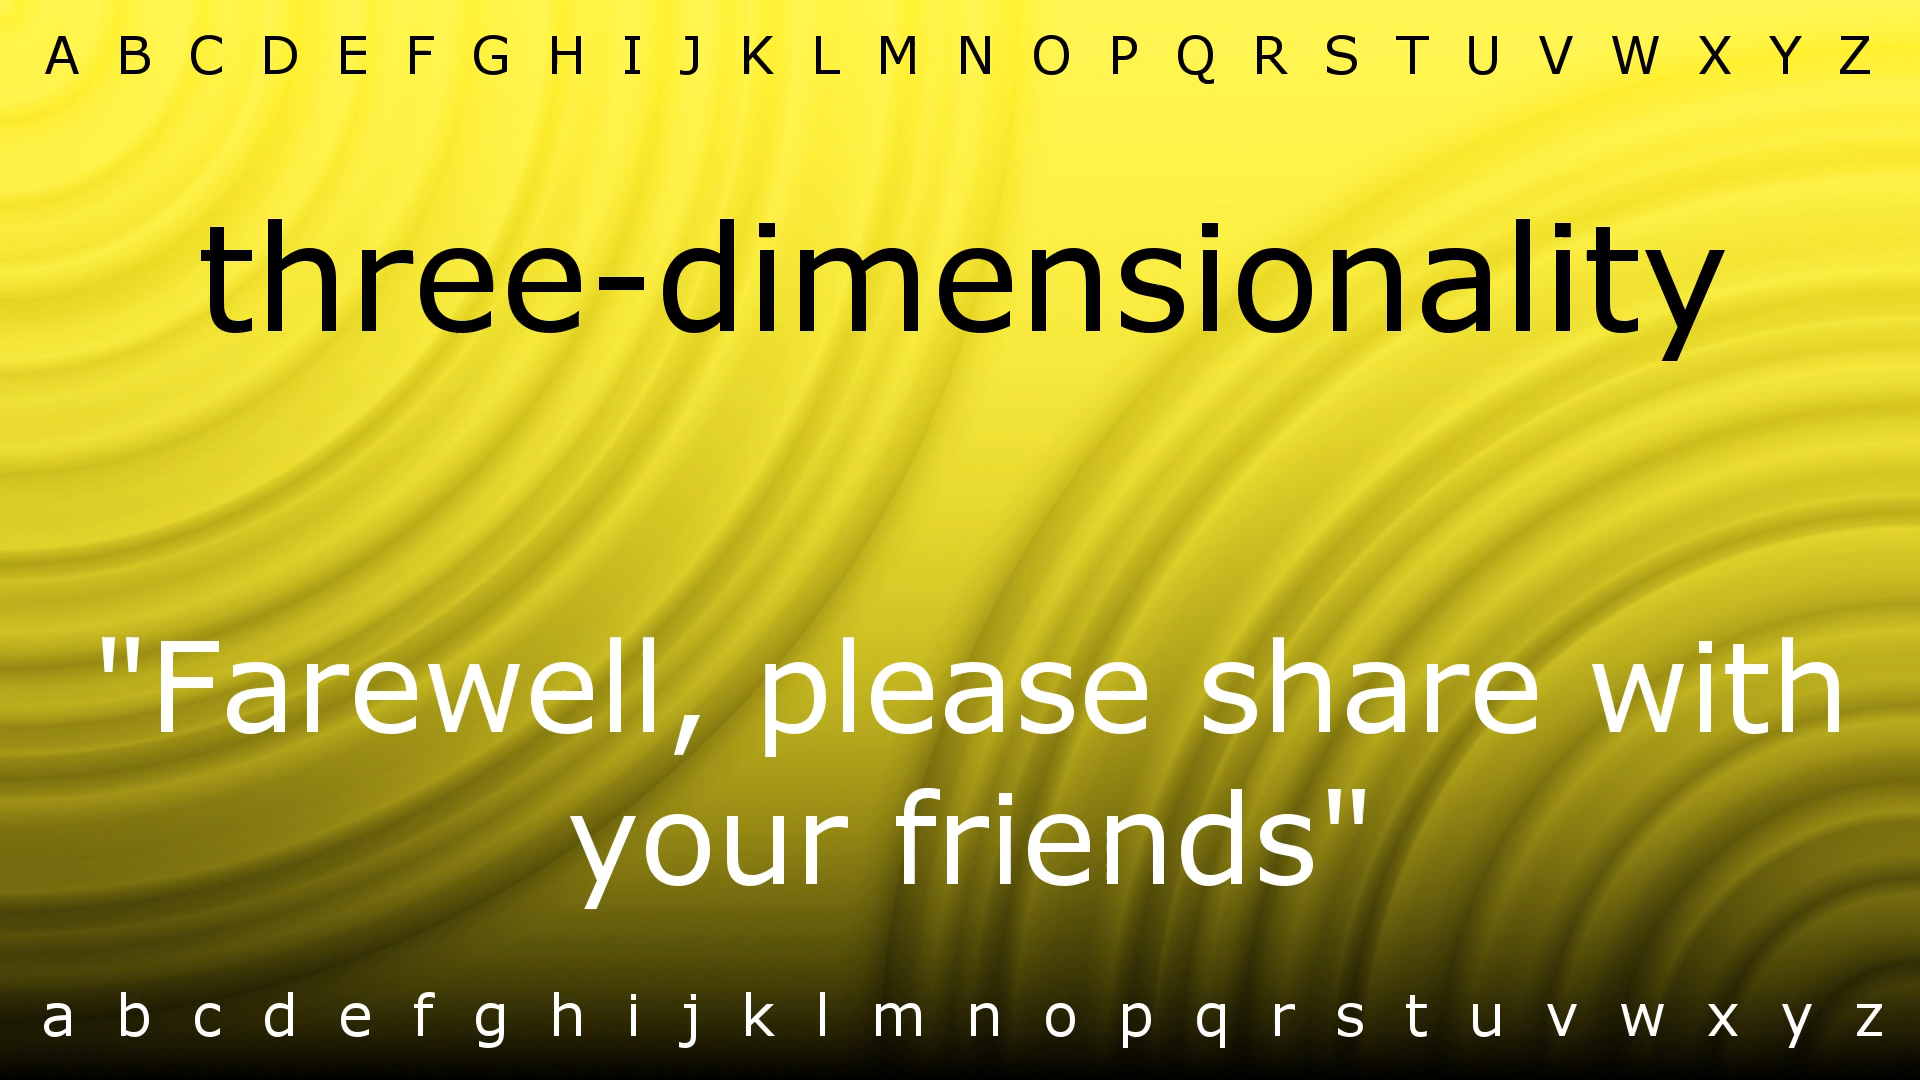 A B C D E F G H I J K L M N O P Q R S T U V W X Y Z
three-dimensionality
"Farewell, please share with
your friends"
a b c d e f g h i j k l m n o p q r s t u v w x y z